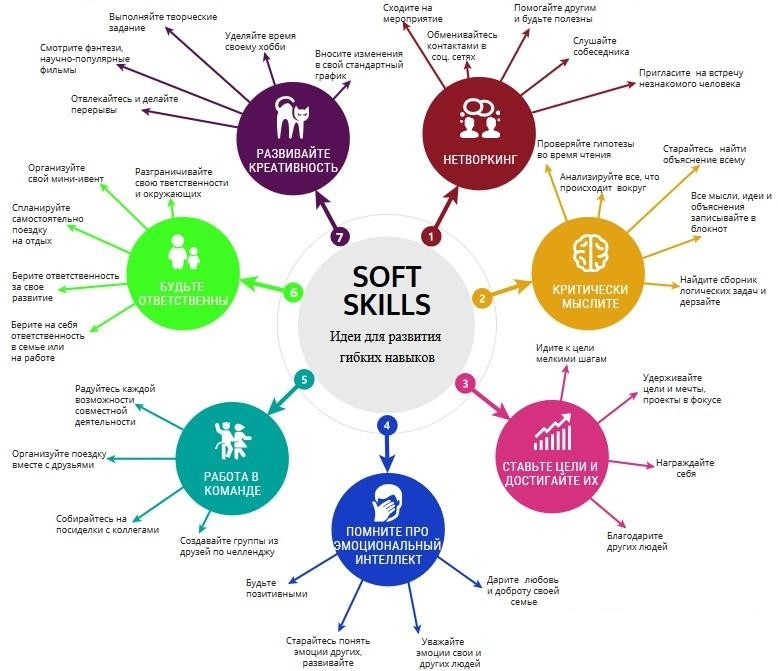 SOFT
SKILLS
Идеи для развития
гибких навыков
1
НЕТВОРКИНГ
Сходите на
мероприятие
Обменивайтесь
контактами в
соц. сетях
Помогайте другим
и будьте полезны
Слушайте
собеседника
Пригласите на встречу
незнакомого человека
2
КРИТИЧЕСКИ
МЫСЛИТЕ
Проверяйте гипотезы
во время чтения
Анализируйте все, что
происходит вокруг
Старайтесь найти
объяснение всему
Все мысли, идеи и
объяснения
записывайте в
блокнот
Найдите сборник
логических задач и
дерзайте
3
СТАВЬТЕ ЦЕЛИ И
ДОСТИГАЙТЕ ИХ
Идите к цели
мелкими шагам
Удерживайте
цели и мечты,
проекты в фокусе
Награждайте
себя
Благодарите
других людей
4
ПОМНИТЕ ПРО
ЭМОЦИОНАЛЬНЫЙ
ИНТЕЛЛЕКТ
Дарите любовь
и доброту своей
семье
Уважайте
эмоции свои и
других людей
Старайтесь понять
эмоции других,
развивайте
Будьте
позитивными
5
РАБОТА В
КОМАНДЕ
Радуйтесь каждой
возможности
совместной
деятельности
Организуйте поездку
вместе с друзьями
Собирайтесь на
посиделки с коллегами
Создавайте группы из
друзей по челленджу
6
БУДЬТЕ
ОТВЕТСТВЕННЫ
Организуйте
свой мини-ивент
Разграничивайте
свою тветственности
и окружающих
Спланируйте
самостоятельно
поездку
на отдых
Берите ответственность
за свое
развитие
Берите на себя
ответственность
в семье или
на работе
7
РАЗВИВАЙТЕ
КРЕАТИВНОСТЬ
Выполняйте творческие
задание
Уделяйте время
своему хобби
Смотрите фэнтези,
научно-популярные
фильмы
Вносите изменения
в свой стандартный
график
Отвлекайтесь и делайте
перерывы